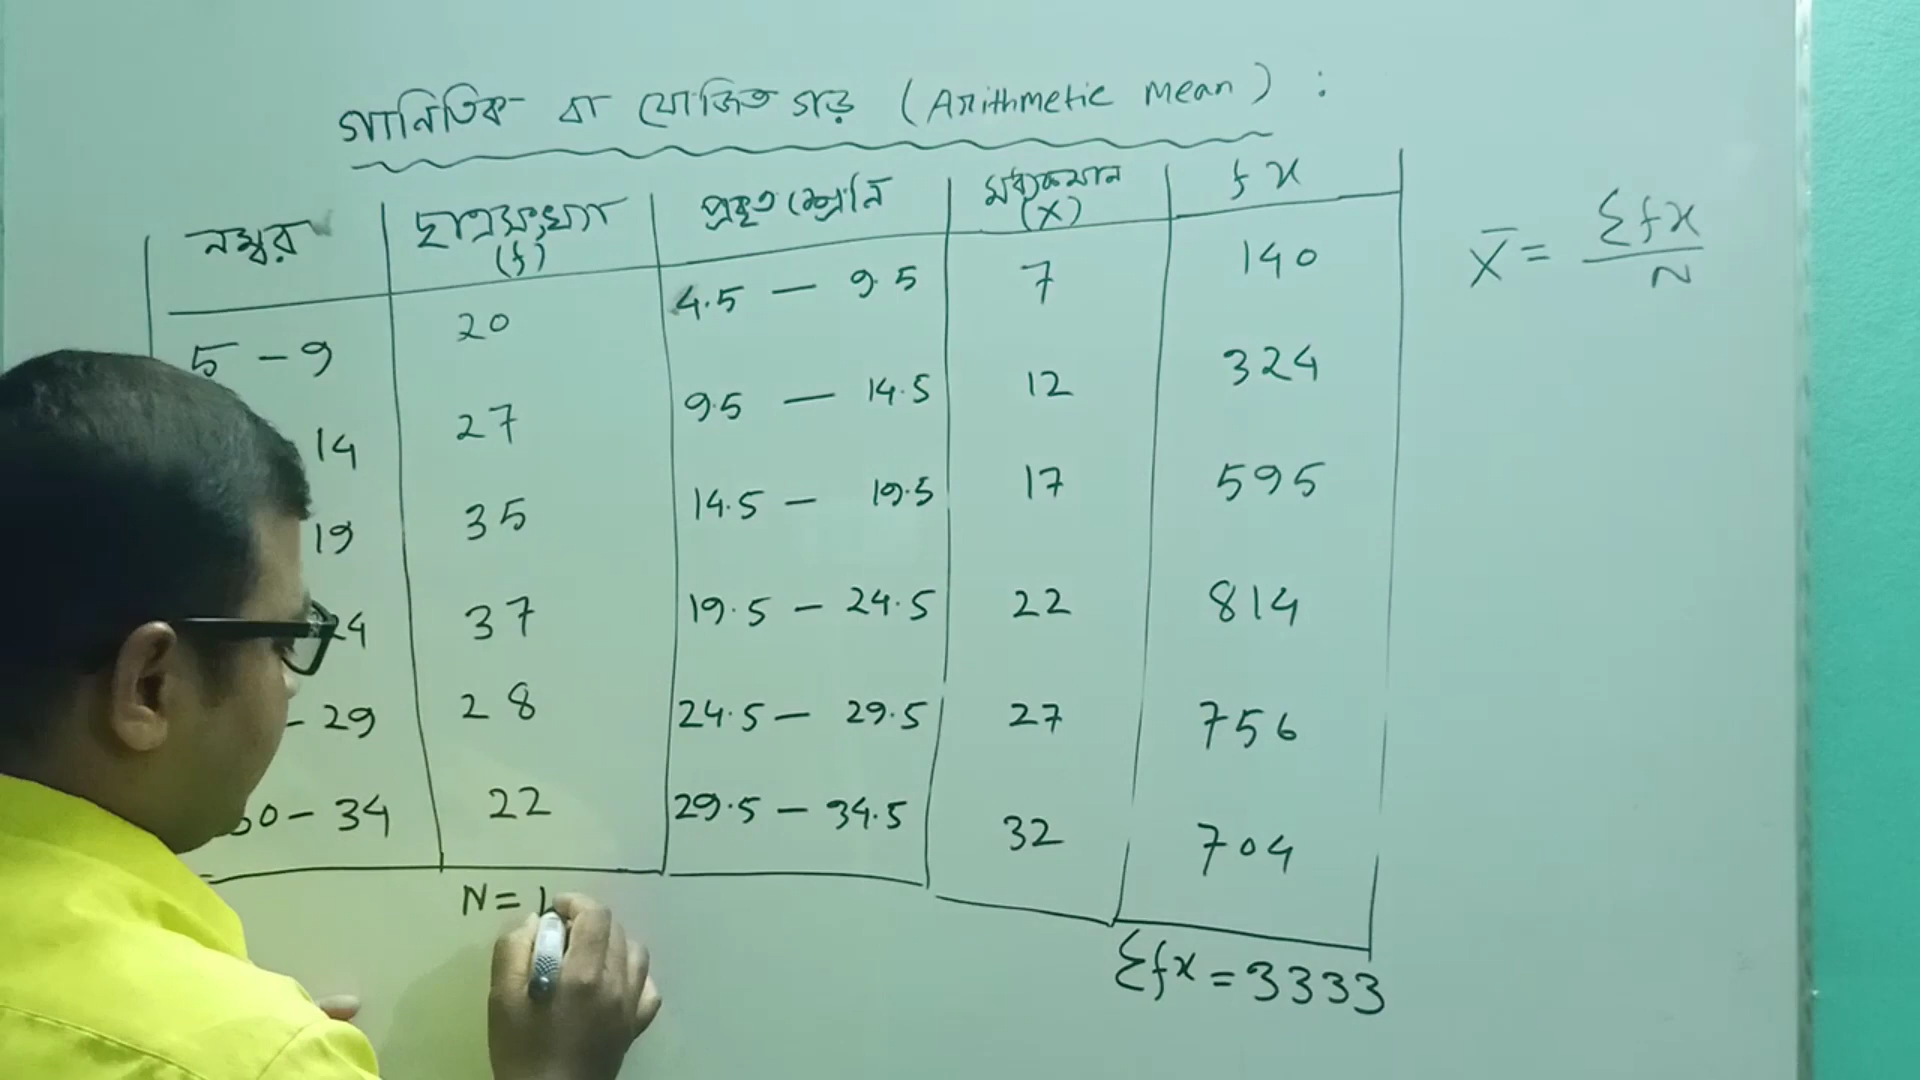 গানিতিক বা যোজিত গড় (Arithmetic Mean) :
নম্বর ছাত্রসংখ্যা (f) প্রকৃত শ্রেনি মধ্যকমান (x) fx
5 - 9 20 4.5 — 9.5 7 140
14 27 9.5 — 14.5 12 324
19 35 14.5 — 19.5 17 595
24 37 19.5 — 24.5 22 814
- 29 28 24.5 — 29.5 27 756
30 - 34 22 29.5 — 34.5 32 704
N =
Σfx = 3333
X̄ = Σfx / N